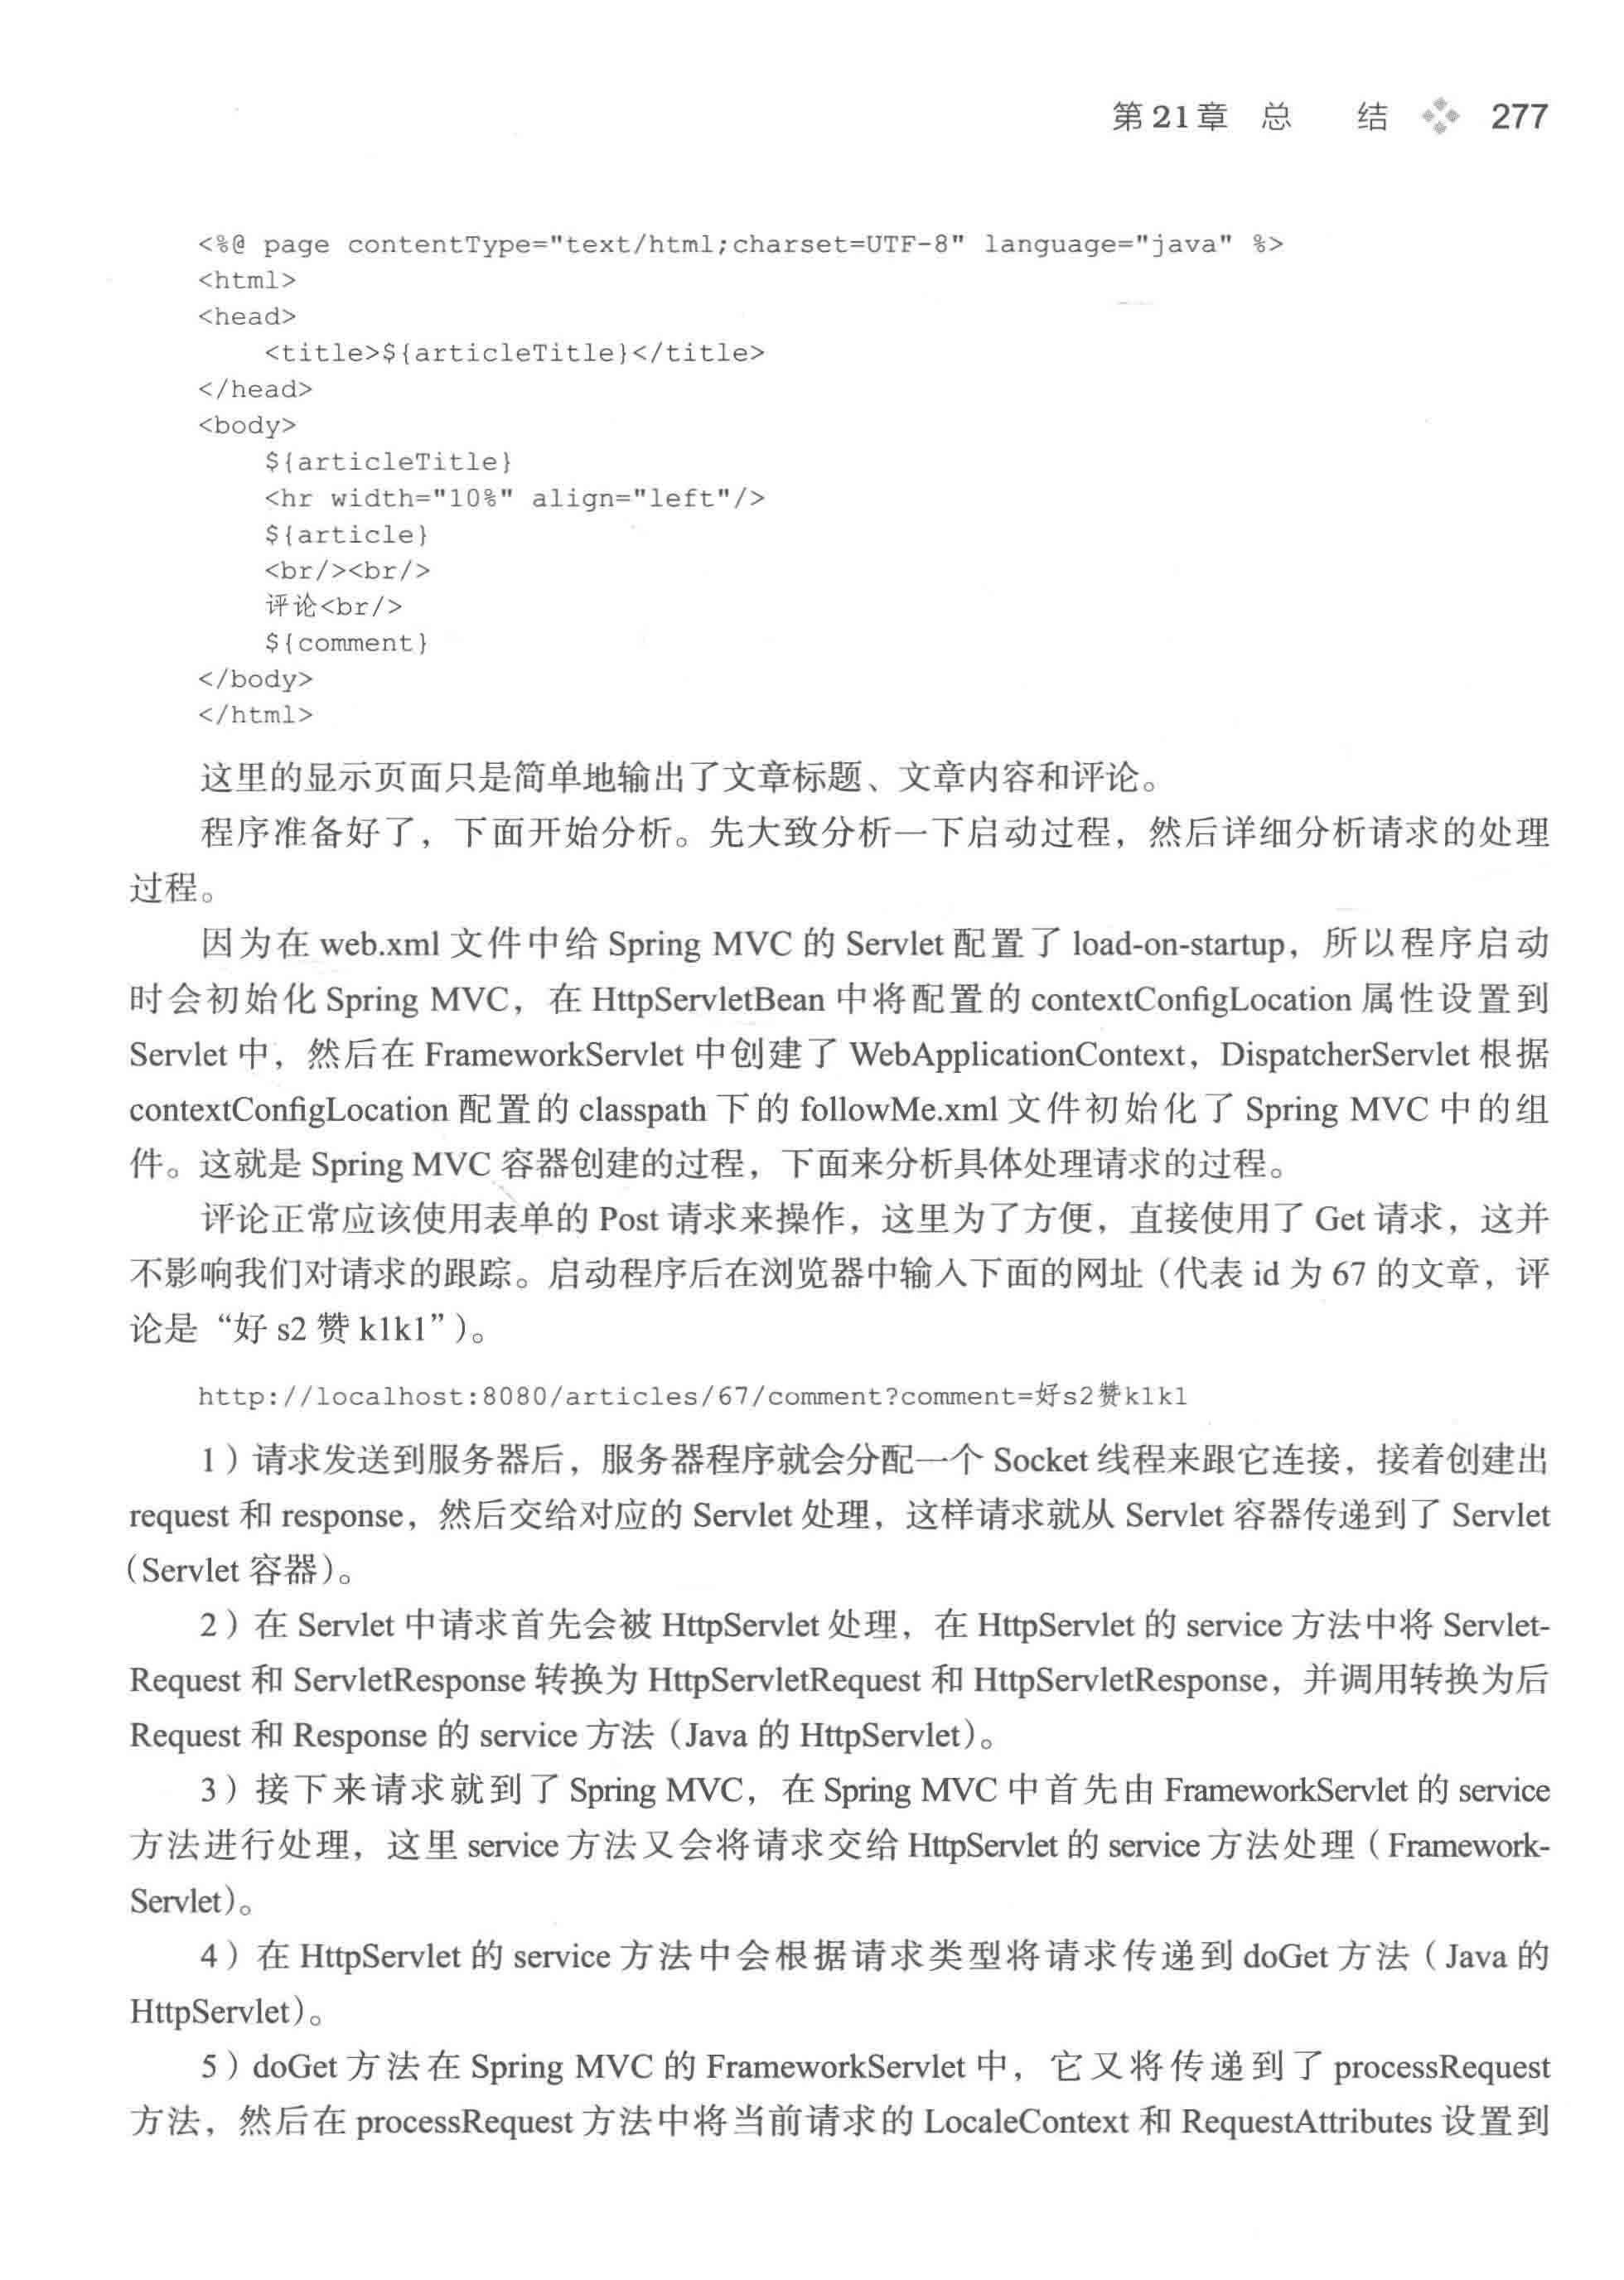 第21章 总 结 277
<%@ page contentType="text/html;charset=UTF-8" language="java" %>
<html>
<head>
    <title>${articleTitle}</title>
</head>
<body>
    ${articleTitle}
    <hr width="10%" align="left"/>
    ${article}
    <br/><br/>
    评论<br/>
    ${comment}
</body>
</html>
这里的显示页面只是简单地输出了文章标题、文章内容和评论。
程序准备好了，下面开始分析。先大致分析一下启动过程，然后详细分析请求的处理
过程。
因为在 web.xml 文件中给 Spring MVC 的 Servlet 配置了 load-on-startup，所以程序启动
时会初始化 Spring MVC，在 HttpServletBean 中将配置的 contextConfigLocation 属性设置到
Servlet 中，然后在 FrameworkServlet 中创建了 WebApplicationContext，DispatcherServlet 根据
contextConfigLocation 配置的 classpath 下的 followMe.xml 文件初始化了 Spring MVC 中的组
件。这就是 Spring MVC 容器创建的过程，下面来分析具体处理请求的过程。
评论正常应该使用表单的 Post 请求来操作，这里为了方便，直接使用了 Get 请求，这并
不影响我们对请求的跟踪。启动程序后在浏览器中输入下面的网址（代表 id 为 67 的文章，评
论是“好 s2 赞 k1k1”）。
http://localhost:8080/articles/67/comment?comment=好s2赞k1k1
1）请求发送到服务器后，服务器程序就会分配一个 Socket 线程来跟它连接，接着创建出
request 和 response，然后交给对应的 Servlet 处理，这样请求就从 Servlet 容器传递到了 Servlet
（Servlet 容器）。
2）在 Servlet 中请求首先会被 HttpServlet 处理，在 HttpServlet 的 service 方法中将 Servlet-
Request 和 ServletResponse 转换为 HttpServletRequest 和 HttpServletResponse，并调用转换为后
Request 和 Response 的 service 方法（Java 的 HttpServlet）。
3）接下来请求就到了 Spring MVC，在 Spring MVC 中首先由 FrameworkServlet 的 service
方法进行处理，这里 service 方法又会将请求交给 HttpServlet 的 service 方法处理（Framework-
Servlet）。
4）在 HttpServlet 的 service 方法中会根据请求类型将请求传递到 doGet 方法（Java 的
HttpServlet）。
5）doGet 方法在 Spring MVC 的 FrameworkServlet 中，它又将传递到了 processRequest
方法，然后在 processRequest 方法中将当前请求的 LocaleContext 和 RequestAttributes 设置到